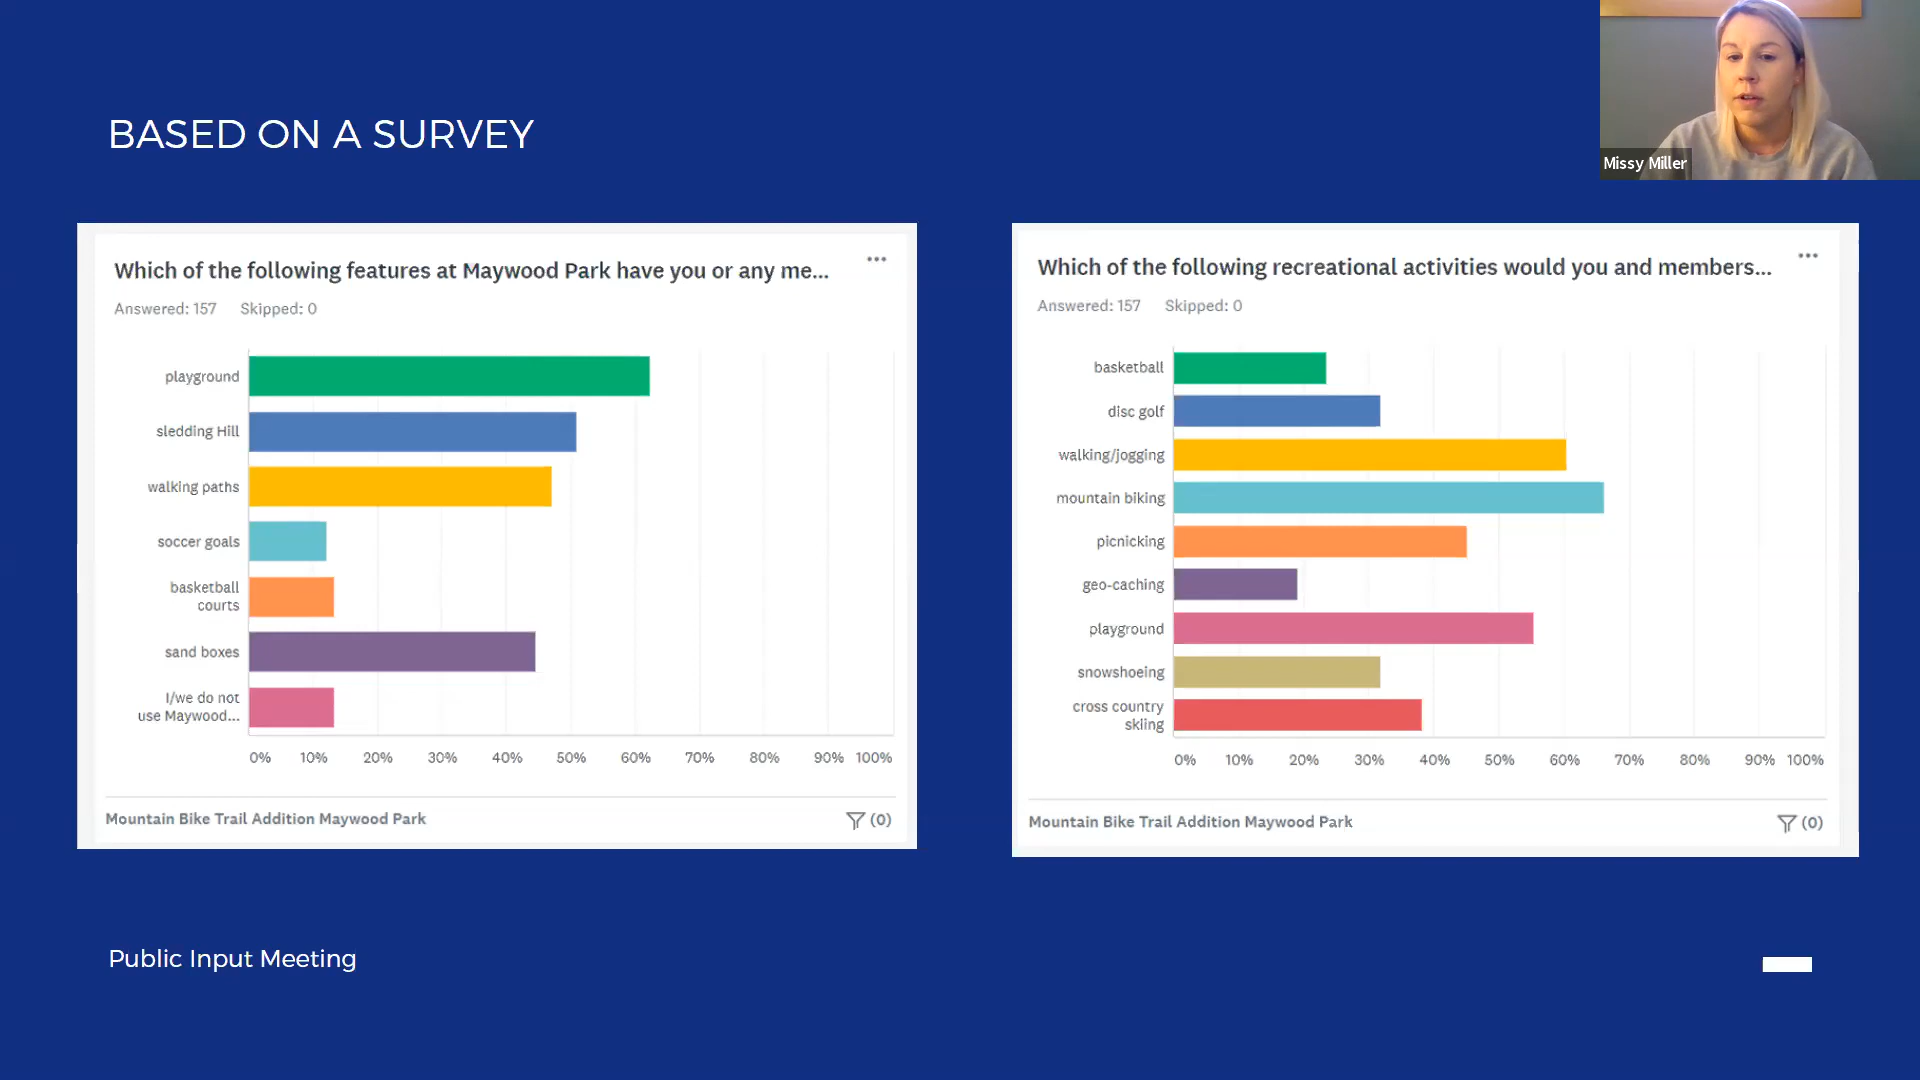 BASED ON A SURVEY
Missy Miller
Which of the following features at Maywood Park have you or any me...
Answered: 157 Skipped: 0
playground
sledding Hill
walking paths
soccer goals
basketball
courts
sand boxes
I/we do not
use Maywood...
0% 10% 20% 30% 40% 50% 60% 70% 80% 90% 100%
Mountain Bike Trail Addition Maywood Park
(0)
Which of the following recreational activities would you and members...
Answered: 157 Skipped: 0
basketball
disc golf
walking/jogging
mountain biking
picnicking
geo-caching
playground
snowshoeing
cross country
skiing
0% 10% 20% 30% 40% 50% 60% 70% 80% 90% 100%
Mountain Bike Trail Addition Maywood Park
(0)
Public Input Meeting